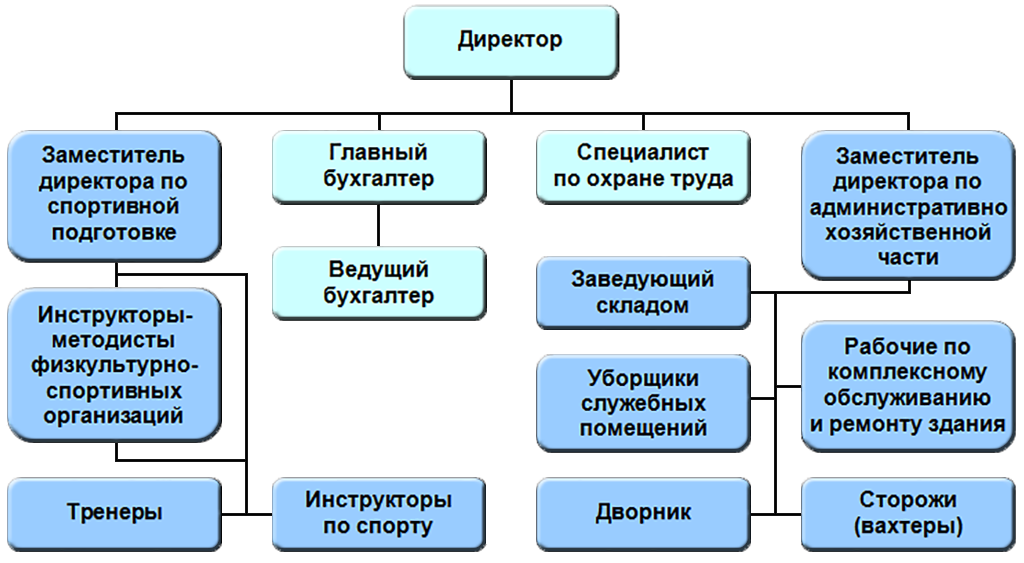 Директор
Заместитель
директора по
спортивной
подготовке
Главный
бухгалтер
Специалист
по охране труда
Заместитель
директора по
административно
хозяйственной
части
Ведущий
бухгалтер
Заведующий
складом
Инструкторы-
методисты
физкультурно-
спортивных
организаций
Уборщики
служебных
помещений
Рабочие по
комплексному
обслуживанию
и ремонту здания
Тренеры
Инструкторы
по спорту
Дворник
Сторожи
(вахтеры)